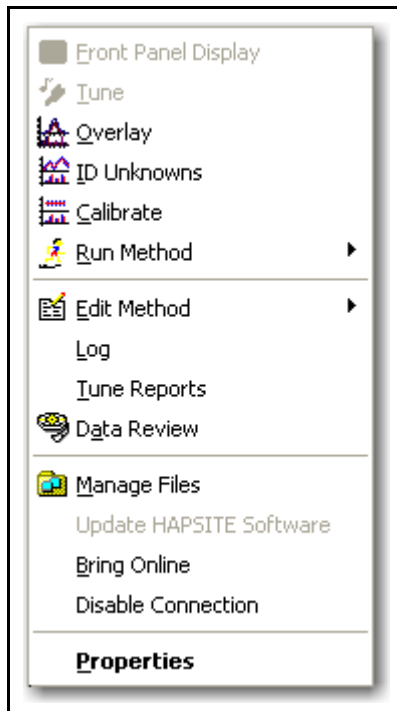 Front Panel Display
Tune
Overlay
ID Unknowns
Calibrate
Run Method
Edit Method
Log
Tune Reports
Data Review
Manage Files
Update HAPSITE Software
Bring Online
Disable Connection
Properties